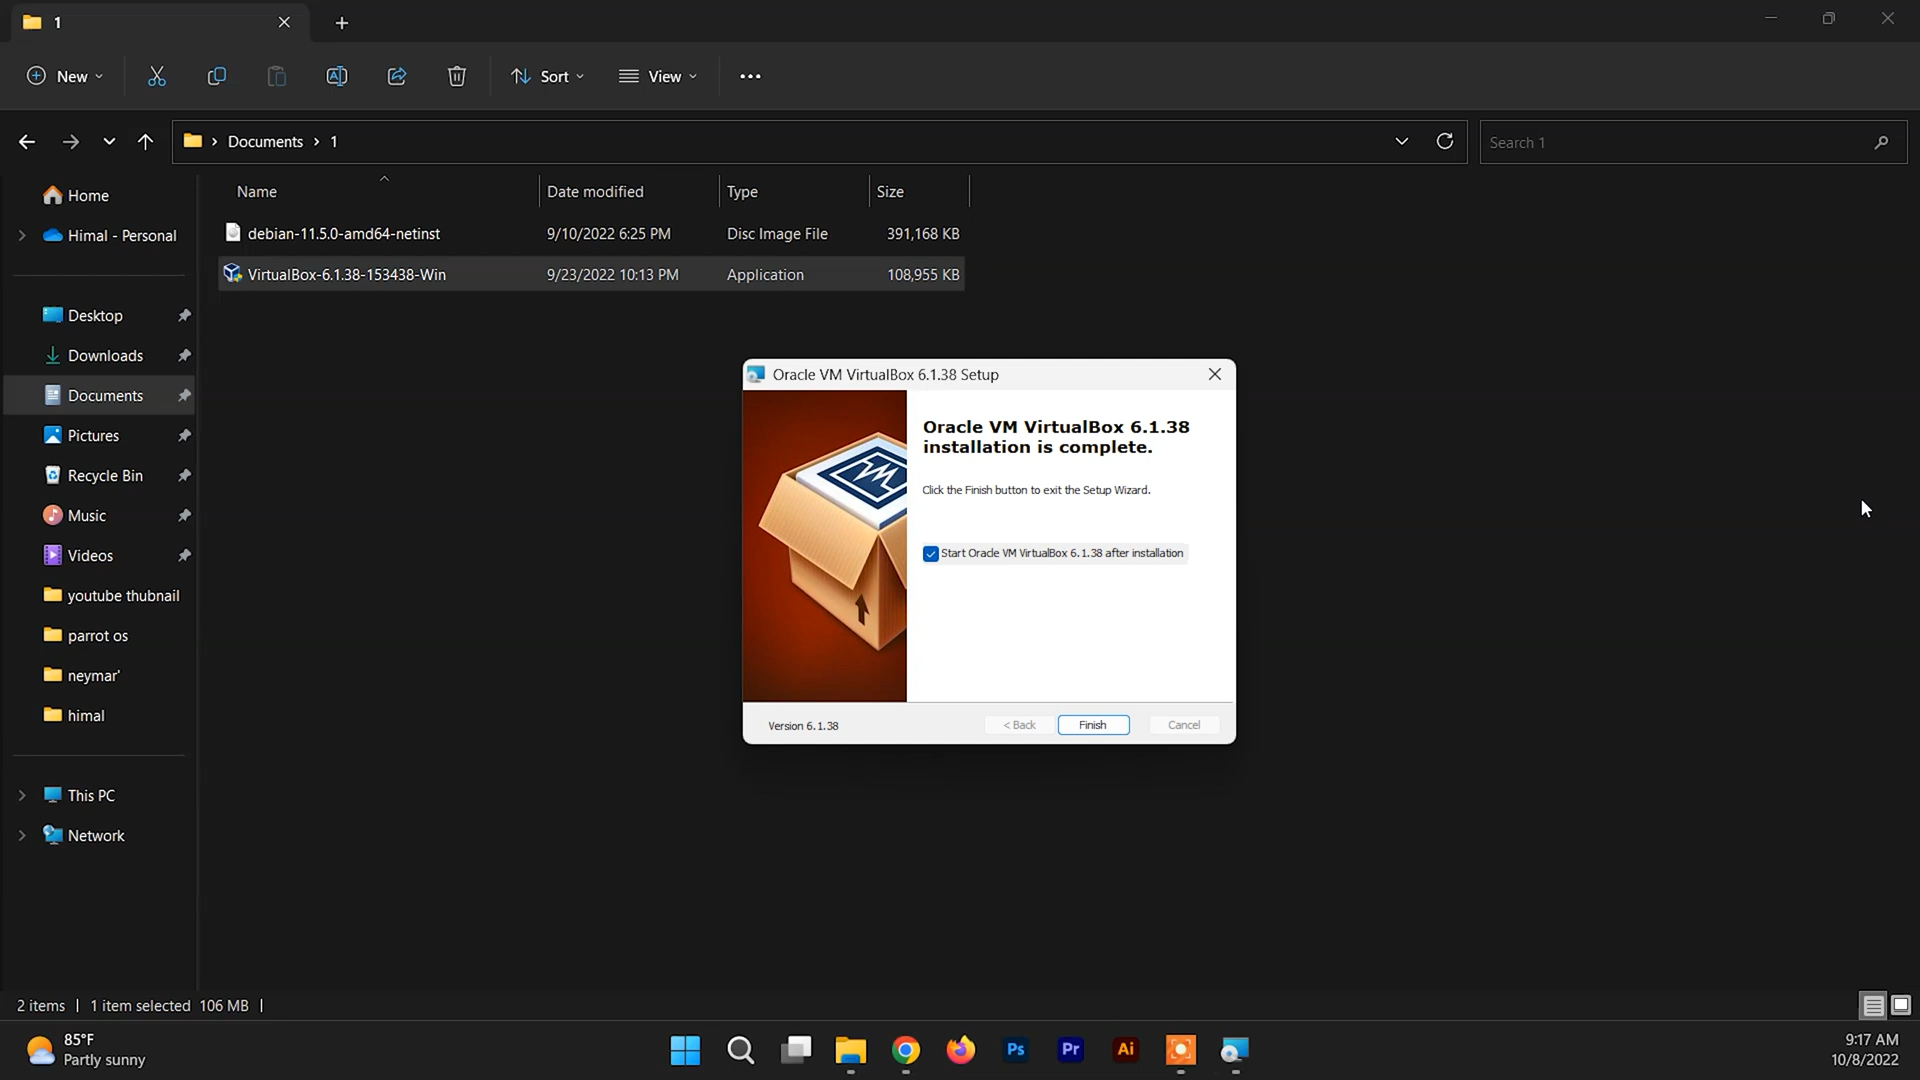 1
New
Sort
View
Documents
1
Search 1
Home
Himal - Personal
Desktop
Downloads
Documents
Pictures
Recycle Bin
Music
Videos
youtube thubnail
parrot os
neymar'
himal
This PC
Network
Name Date modified Type Size
debian-11.5.0-amd64-netinst 9/10/2022 6:25 PM Disc Image File 391,168 KB
VirtualBox-6.1.38-153438-Win 9/23/2022 10:13 PM Application 108,955 KB
Oracle VM VirtualBox 6.1.38 Setup
Oracle VM VirtualBox 6.1.38
installation is complete.
Click the Finish button to exit the Setup Wizard.
Start Oracle VM VirtualBox 6.1.38 after installation
Version 6.1.38
< Back Finish Cancel
2 items 1 item selected 106 MB
85°F
Partly sunny
Ps
Pr
Ai
9:17 AM
10/8/2022